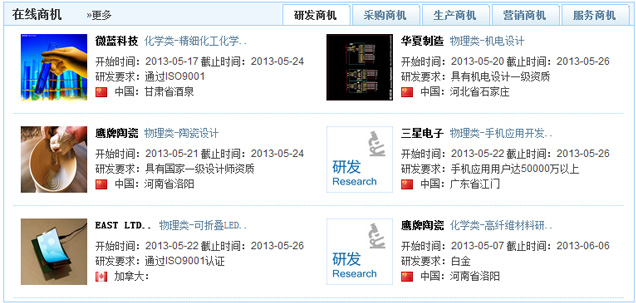 在线商机 »更多 研发商机 采购商机 生产商机 营销商机 服务商机
微蓝科技 化学类-精细化工化学..
开始时间：2013-05-17 截止时间：2013-05-24
研发要求：通过ISO9001
中国：甘肃省酒泉
华夏制造 物理类-机电设计
开始时间：2013-05-20 截止时间：2013-05-26
研发要求：具有机电设计一级资质
中国：河北省石家庄
鹰牌陶瓷 物理类-陶瓷设计
开始时间：2013-05-21 截止时间：2013-05-24
研发要求：具有国家一级设计师资质
中国：河南省洛阳
研发
Research
三星电子 物理类-手机应用开发..
开始时间：2013-05-22 截止时间：2013-05-26
研发要求：手机应用用户达50000万以上
中国：广东省江门
EAST LTD.. 物理类-可折叠LED..
开始时间：2013-05-22 截止时间：2013-05-26
研发要求：通过ISO9001认证
加拿大：
研发
Research
鹰牌陶瓷 化学类-高纤维材料研..
开始时间：2013-05-07 截止时间：2013-06-06
研发要求：白金
中国：河南省洛阳